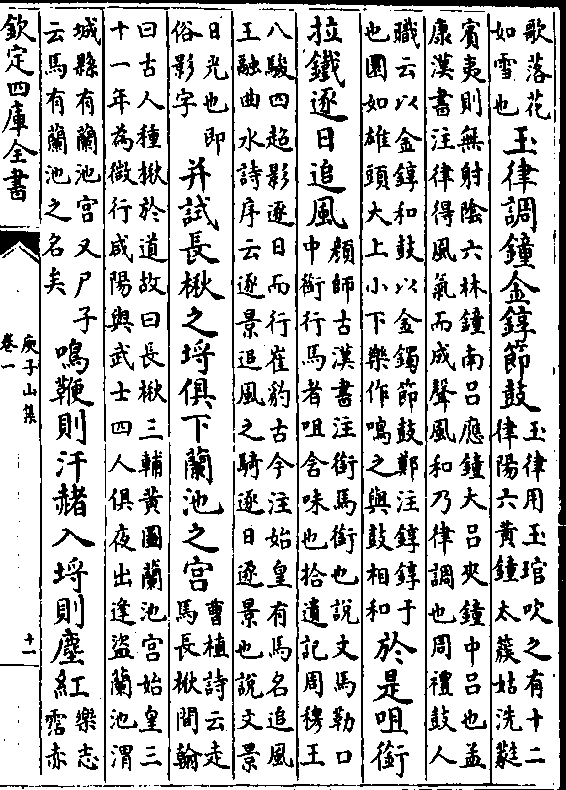 歌落花
如雪也
玉律調鐘金錞節鼓
玉律用玉琯吹之有十二
律陽六黄鐘太蔟姑洗蕤
賓夷則無射陰六林鐘南呂應鐘大呂夾鐘中呂也孟
康漢書注律得風氣而成聲風和乃律調也周禮鼓人
職云以金錞和鼓以金鐲節鼓鄭注錞錞于
也圜如碓頭大上小下樂作鳴之與鼓相和
於是咀銜
拉鐵逐日追風
顔師古漢書注銜馬銜也說文馬勒口
中銜行馬者咀含味也拾遺記周穆王
八駿四超影逐日而行崔豹古今注始皇有馬名追風
王融曲水詩序云逐景追風之騎逐日逐景也說文景
日光也即
俗影字
并試長楸之埒俱下蘭池之宮
曹植詩云走
馬長楸間翰
曰古人種楸於道故曰長楸三輔黄圖蘭池宮始皇三
十一年為微行咸陽與武士四人俱夜出逢盜蘭池渭
城縣有蘭池宮又尸子
云馬有蘭池之名矣
鳴鞭則汗赭入埒則塵紅
樂志
霑赤
欽定四庫全書
庾子山集
卷一
十一